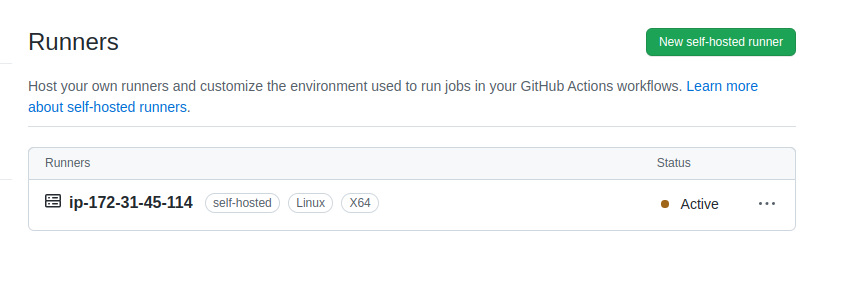 Runners
New self-hosted runner
Host your own runners and customize the environment used to run jobs in your GitHub Actions workflows. Learn more
about self-hosted runners.
Runners Status
ip-172-31-45-114 self-hosted Linux X64 Active